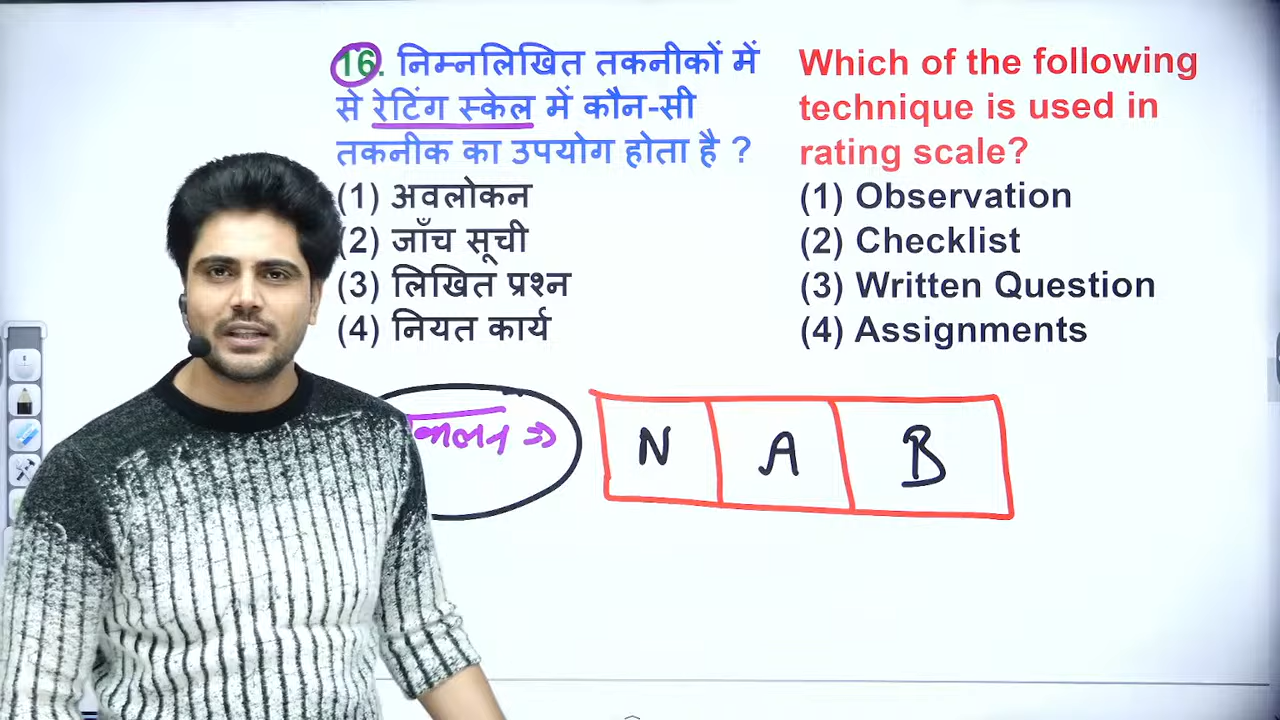 16. निम्नलिखित तकनीकों में
से रेटिंग स्केल में कौन-सी
तकनीक का उपयोग होता है ?
(1) अवलोकन
(2) जाँच सूची
(3) लिखित प्रश्न
(4) नियत कार्य
Which of the following
technique is used in
rating scale?
(1) Observation
(2) Checklist
(3) Written Question
(4) Assignments
N A B